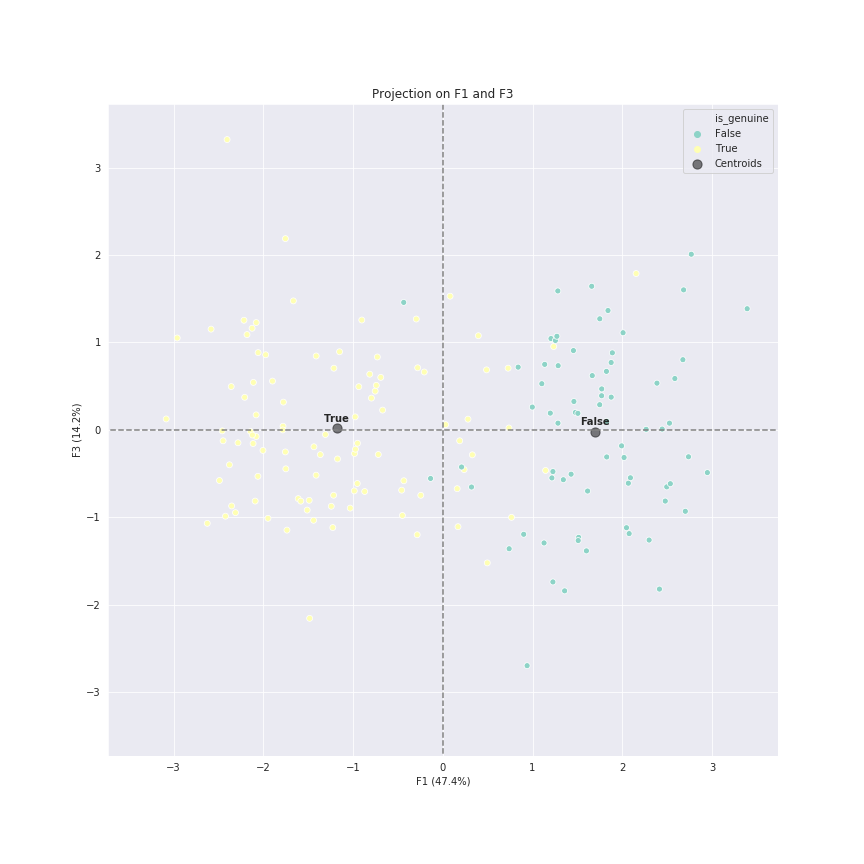 Projection on F1 and F3
is_genuine
False
True
Centroids
3
2
1
0
−1
−2
−3
F3 (14.2%)
True
False
−3
−2
−1
0
1
2
3
F1 (47.4%)